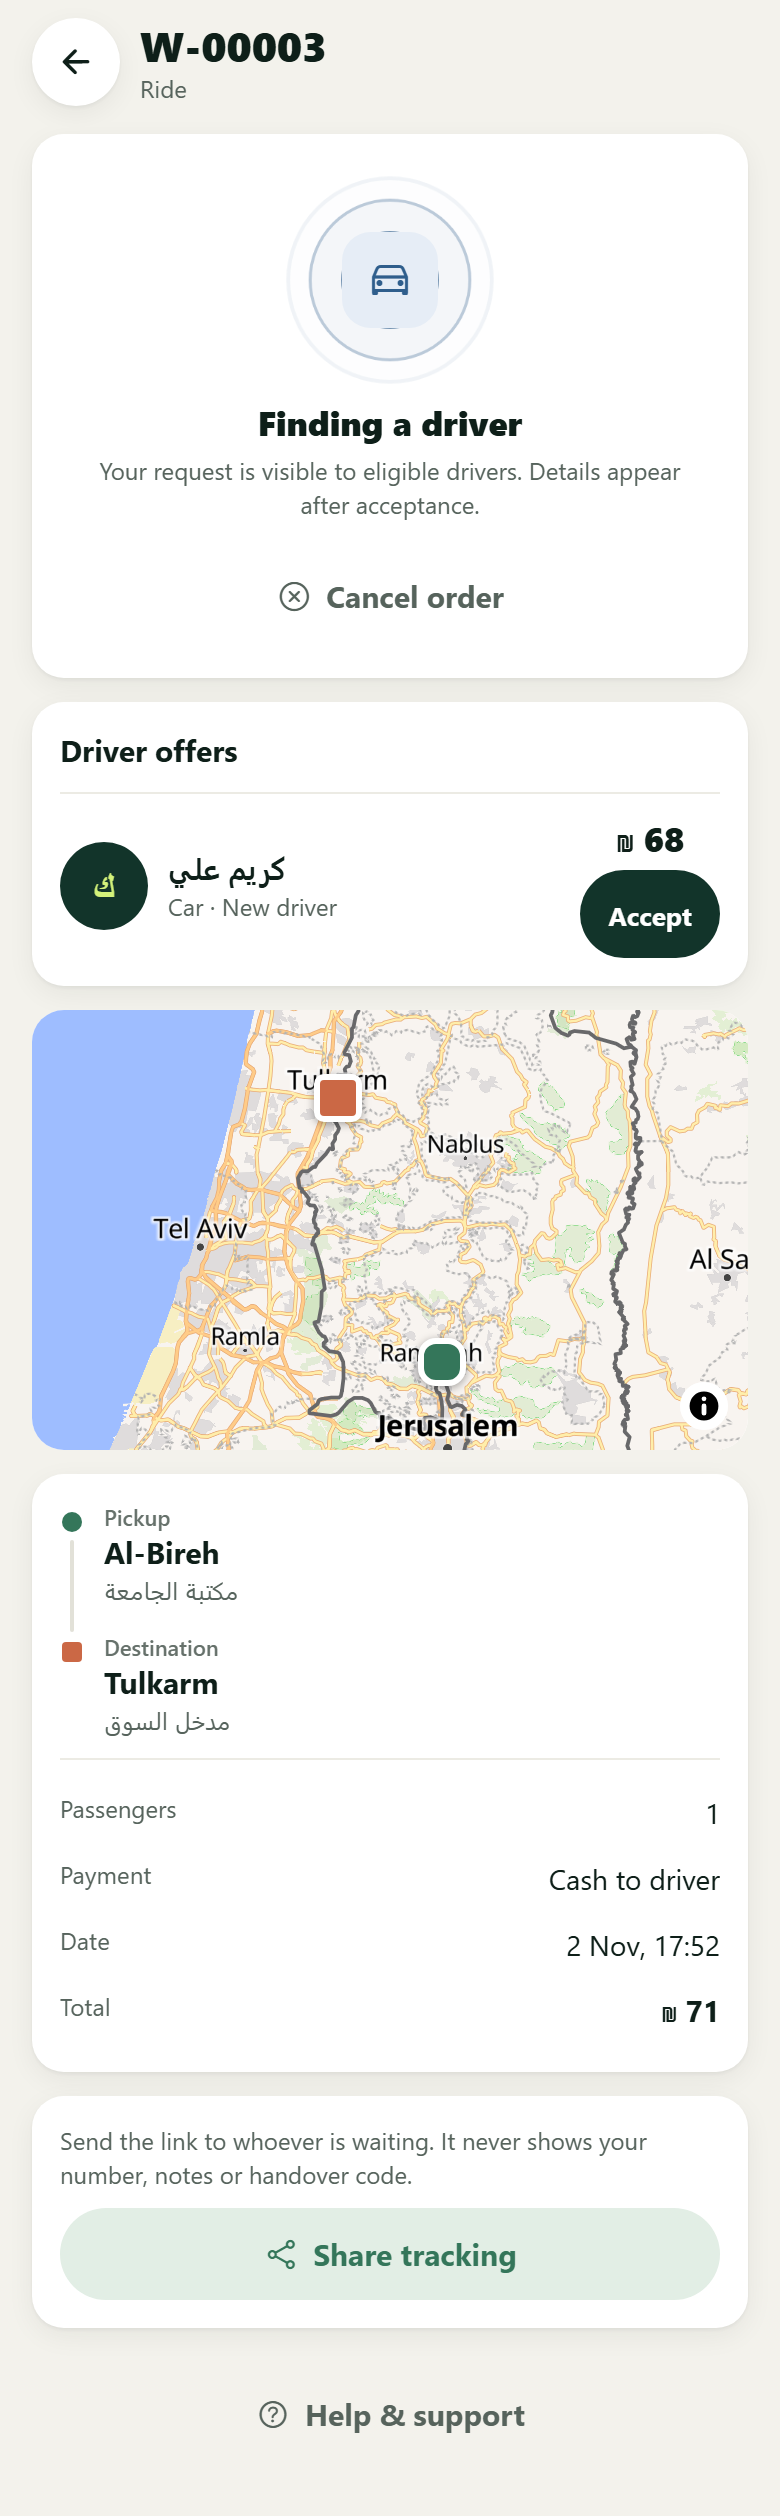 W-00003
Ride
Finding a driver
Your request is visible to eligible drivers. Details appear
after acceptance.
Cancel order
Driver offers
₪ 68
ك
كريم علي
Car · New driver
Accept
Nablus
Tel Aviv
Al Sa
Ramla
Jerusalem
Pickup
Al-Bireh
مكتبة الجامعة
Destination
Tulkarm
مدخل السوق
Passengers
1
Payment
Cash to driver
Date
2 Nov, 17:52
Total
₪ 71
Send the link to whoever is waiting. It never shows your
number, notes or handover code.
Share tracking
Help & support